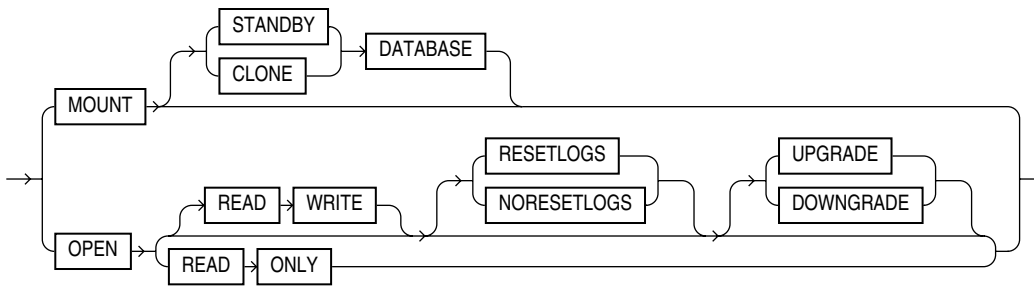 STANDBY
CLONE
DATABASE
MOUNT
RESETLOGS
NORESETLOGS
UPGRADE
DOWNGRADE
READ WRITE
OPEN
READ ONLY